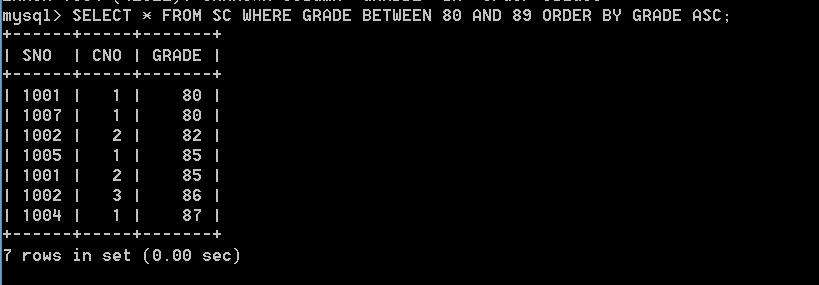 mysql> SELECT * FROM SC WHERE GRADE BETWEEN 80 AND 89 ORDER BY GRADE ASC;
+------+-----+-------+
| SNO  | CNO | GRADE |
+------+-----+-------+
| 1001 |   1 |    80 |
| 1007 |   1 |    80 |
| 1002 |   2 |    82 |
| 1005 |   1 |    85 |
| 1001 |   2 |    85 |
| 1002 |   3 |    86 |
| 1004 |   1 |    87 |
+------+-----+-------+
7 rows in set (0.00 sec)